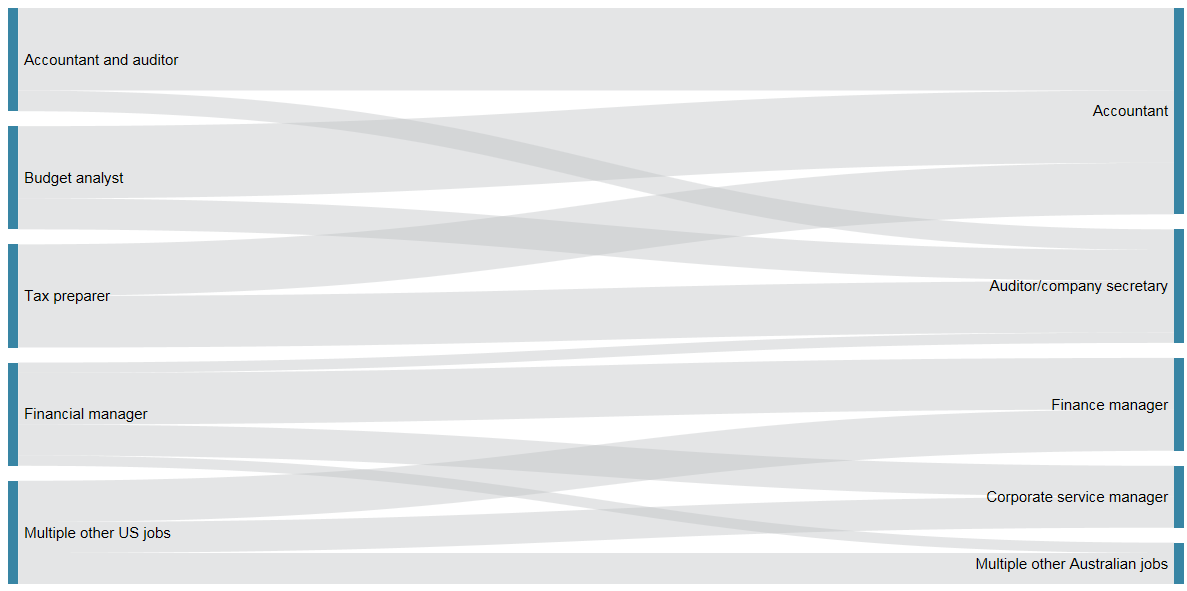 Accountant and auditor
Budget analyst
Tax preparer
Financial manager
Multiple other US jobs
Accountant
Auditor/company secretary
Finance manager
Corporate service manager
Multiple other Australian jobs